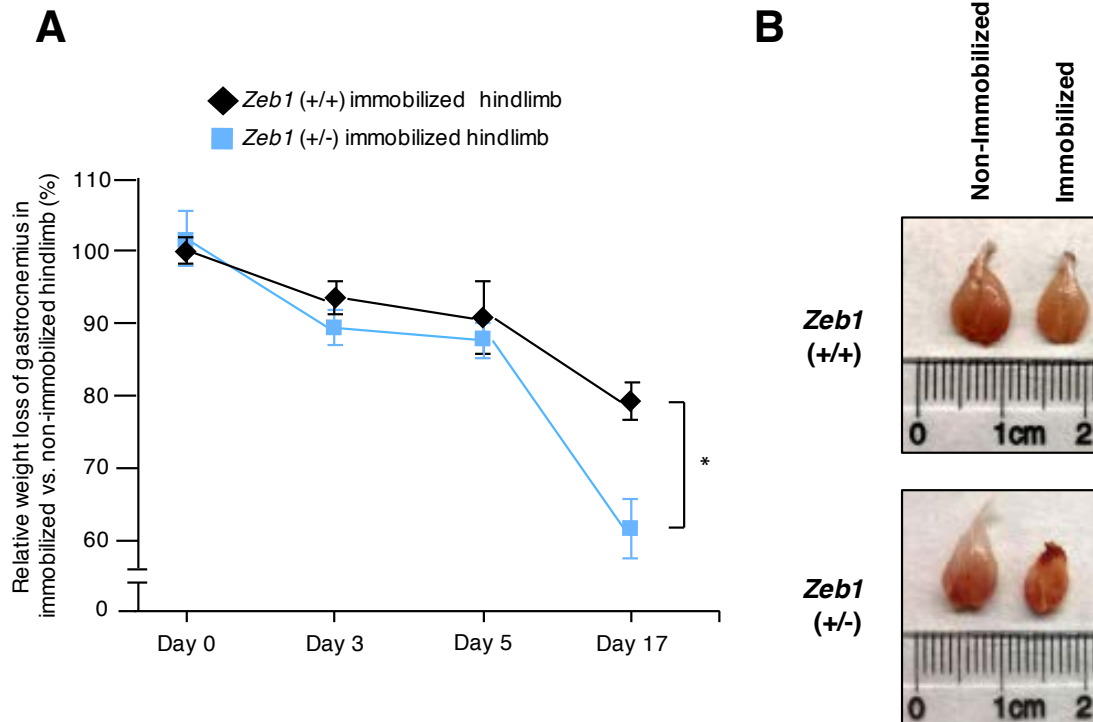 A
B
Zeb1 (+/+) immobilized hindlimb
Zeb1 (+/-) immobilized hindlimb
Relative weight loss of gastrocnemius in
immobilized vs. non-immobilized hindlimb (%)
110
100
90
80
70
60
0
*
Day 0
Day 3
Day 5
Day 17
Non-Immobilized
Immobilized
Zeb1
(+/+)
0 1cm 2
Zeb1
(+/-)
0 1cm 2